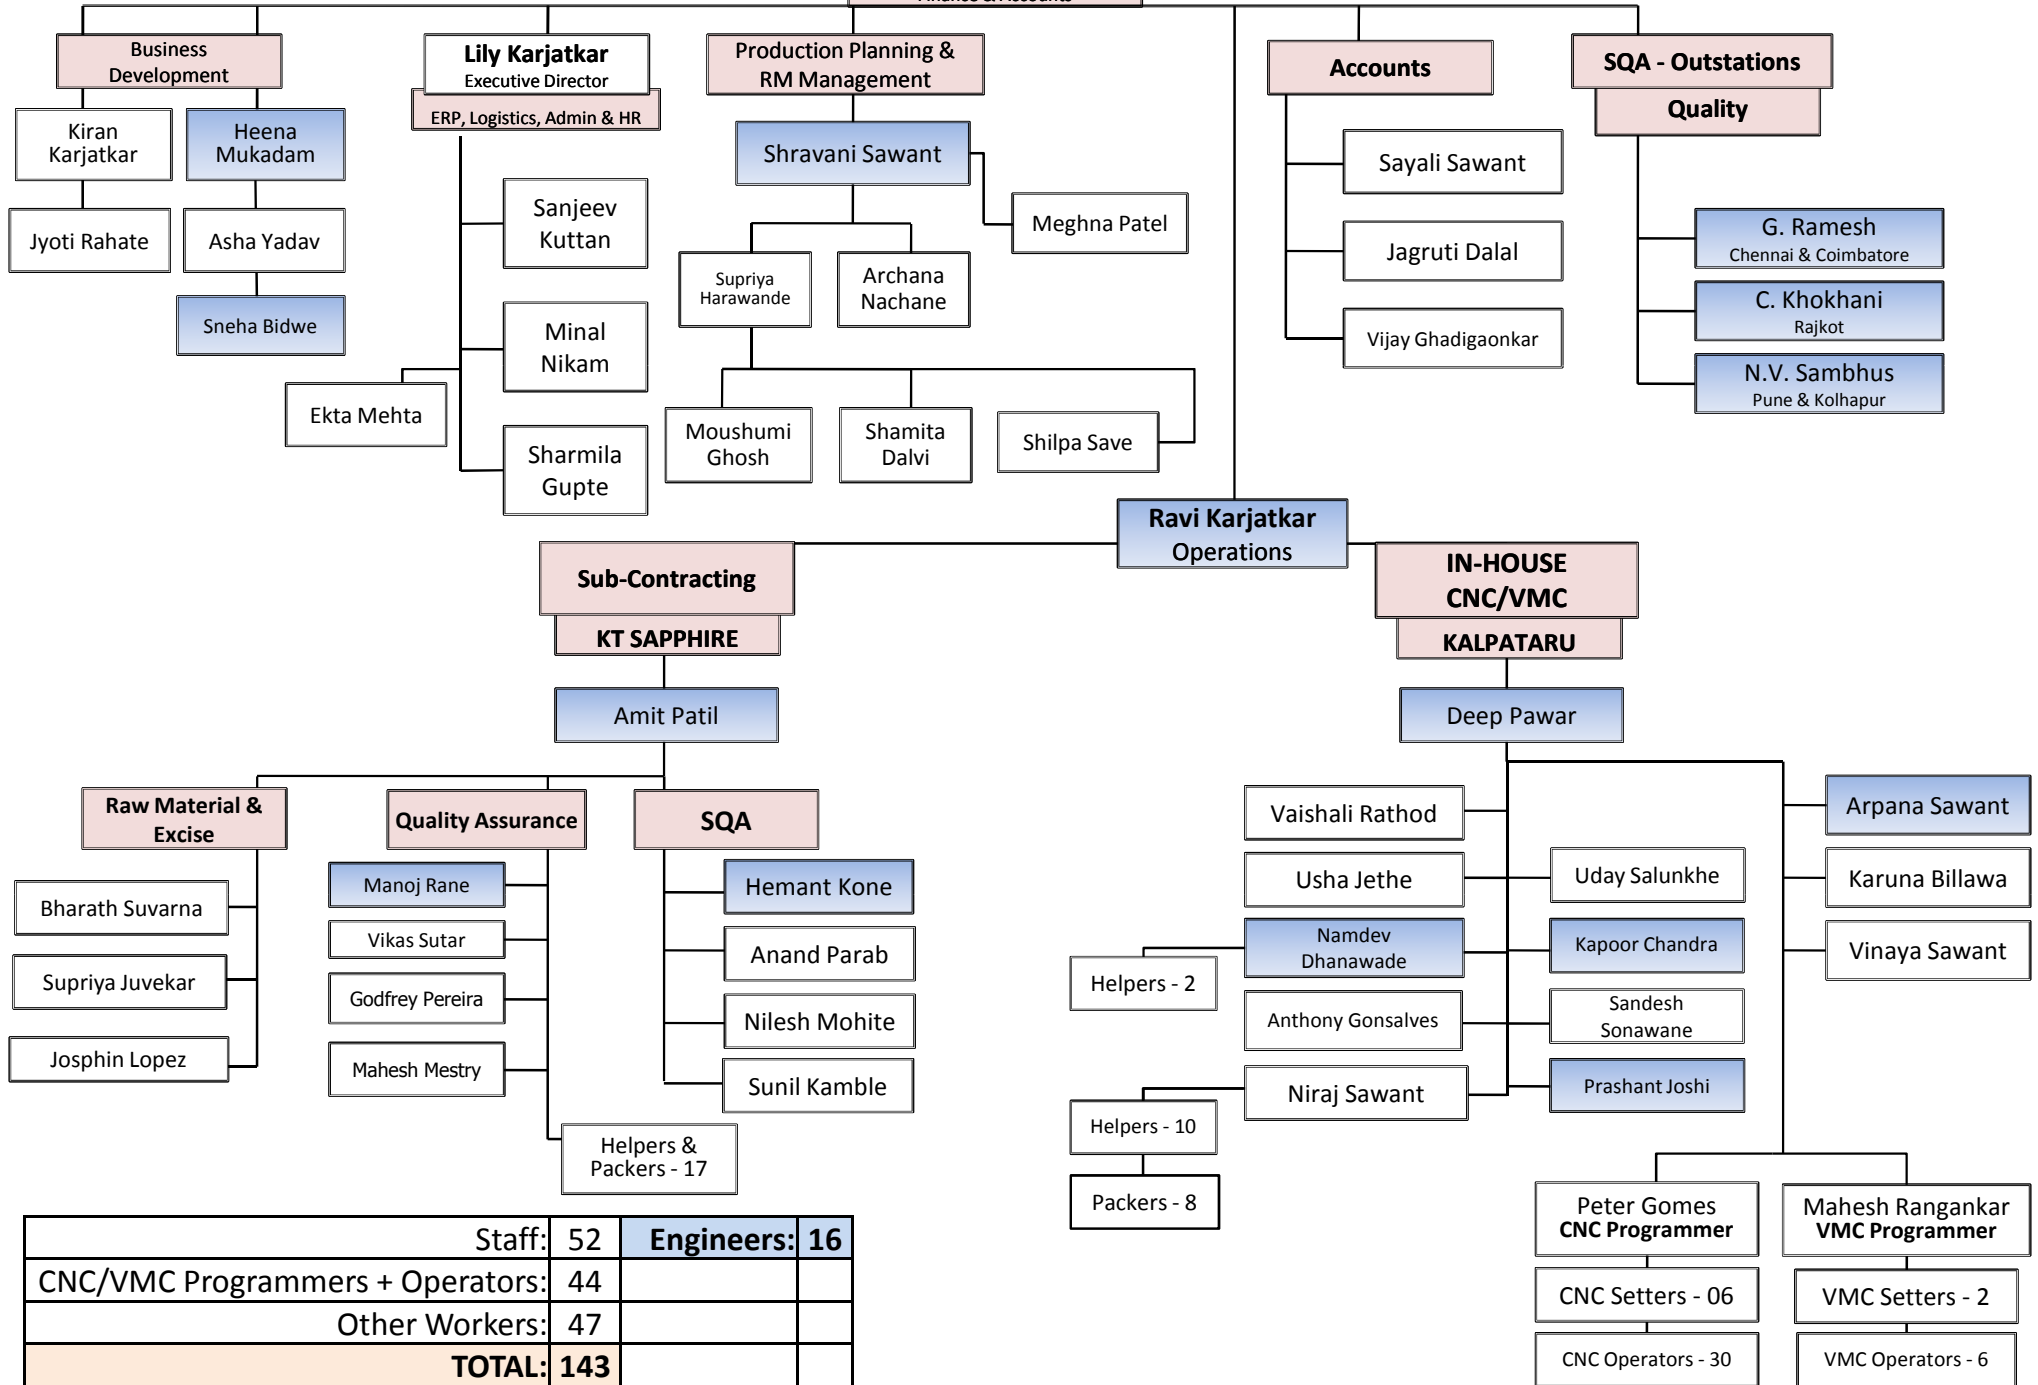 Finance & Accounts
Business
Development
Kiran
Karjatkar
Jyoti Rahate
Heena
Mukadam
Asha Yadav
Sneha Bidwe
Lily Karjatkar
Executive Director
ERP, Logistics, Admin & HR
Sanjeev
Kuttan
Minal
Nikam
Ekta Mehta
Sharmila
Gupte
Production Planning &
RM Management
Shravani Sawant
Meghna Patel
Supriya
Harawande
Archana
Nachane
Moushumi
Ghosh
Shamita
Dalvi
Shilpa Save
Accounts
Sayali Sawant
Jagruti Dalal
Vijay Ghadigaonkar
SQA - Outstations
Quality
G. Ramesh
Chennai & Coimbatore
C. Khokhani
Rajkot
N.V. Sambhus
Pune & Kolhapur
Ravi Karjatkar
Operations
Sub-Contracting
KT SAPPHIRE
Amit Patil
Raw Material &
Excise
Bharath Suvarna
Supriya Juvekar
Josphin Lopez
Quality Assurance
Manoj Rane
Vikas Sutar
Godfrey Pereira
Mahesh Mestry
Helpers &
Packers - 17
SQA
Hemant Kone
Anand Parab
Nilesh Mohite
Sunil Kamble
IN-HOUSE
CNC/VMC
KALPATARU
Deep Pawar
Vaishali Rathod
Usha Jethe
Namdev
Dhanawade
Helpers - 2
Anthony Gonsalves
Niraj Sawant
Helpers - 10
Packers - 8
Uday Salunkhe
Kapoor Chandra
Sandesh
Sonawane
Prashant Joshi
Arpana Sawant
Karuna Billawa
Vinaya Sawant
Peter Gomes
CNC Programmer
CNC Setters - 06
CNC Operators - 30
Mahesh Rangankar
VMC Programmer
VMC Setters - 2
VMC Operators - 6
Staff: 52 Engineers: 16
CNC/VMC Programmers + Operators: 44
Other Workers: 47
TOTAL: 143